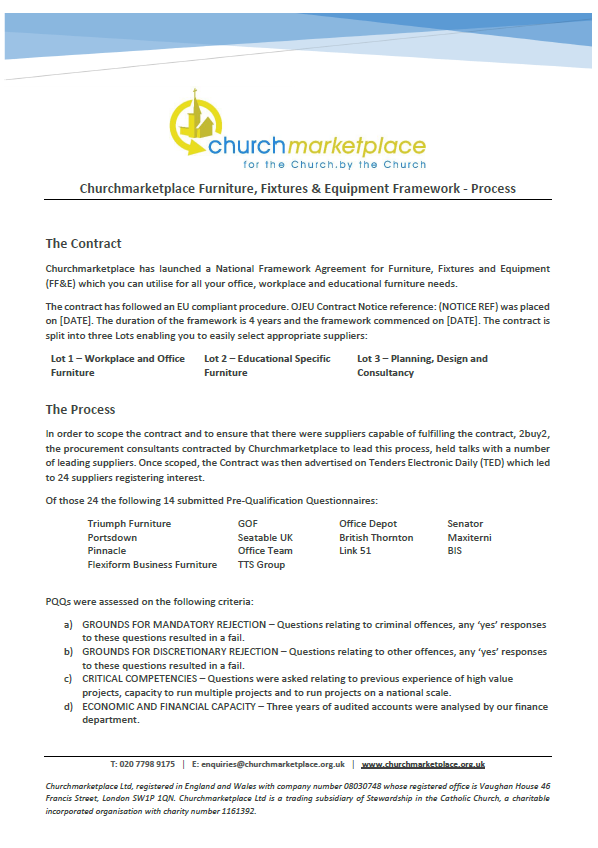 churchmarketplace
for the Church.by the Church
Churchmarketplace Furniture, Fixtures & Equipment Framework - Process
The Contract
Churchmarketplace has launched a National Framework Agreement for Furniture, Fixtures and Equipment
(FF&E) which you can utilise for all your office, workplace and educational furniture needs.
The contract has followed an EU compliant procedure. OJEU Contract Notice reference: (NOTICE REF) was placed
on [DATE]. The duration of the framework is 4 years and the framework commenced on [DATE]. The contract is
split into three Lots enabling you to easily select appropriate suppliers:
Lot 1 – Workplace and Office Furniture
Lot 2 – Educational Specific Furniture
Lot 3 – Planning, Design and Consultancy
The Process
In order to scope the contract and to ensure that there were suppliers capable of fulfilling the contract, 2buy2,
the procurement consultants contracted by Churchmarketplace to lead this process, held talks with a number
of leading suppliers. Once scoped, the Contract was then advertised on Tenders Electronic Daily (TED) which led
to 24 suppliers registering interest.
Of those 24 the following 14 submitted Pre-Qualification Questionnaires:
Triumph Furniture GOF Office Depot Senator
Portsdown Seatable UK British Thornton Maxiterni
Pinnacle Office Team Link 51 BIS
Flexiform Business Furniture TTS Group
PQQs were assessed on the following criteria:
a) GROUNDS FOR MANDATORY REJECTION – Questions relating to criminal offences, any ‘yes’ responses
to these questions resulted in a fail.
b) GROUNDS FOR DISCRETIONARY REJECTION – Questions relating to other offences, any ‘yes’ responses
to these questions resulted in a fail.
c) CRITICAL COMPETENCIES – Questions were asked relating to previous experience of high value
projects, capacity to run multiple projects and to run projects on a national scale.
d) ECONOMIC AND FINANCIAL CAPACITY – Three years of audited accounts were analysed by our finance
department.
T: 020 7798 9175 | E: enquiries@churchmarketplace.org.uk | www.churchmarketplace.org.uk
Churchmarketplace Ltd, registered in England and Wales with company number 08030748 whose registered office is Vaughan House 46
Francis Street, London SW1P 1QN. Churchmarketplace Ltd is a trading subsidiary of Stewardship in the Catholic Church, a charitable
incorporated organisation with charity number 1161392.